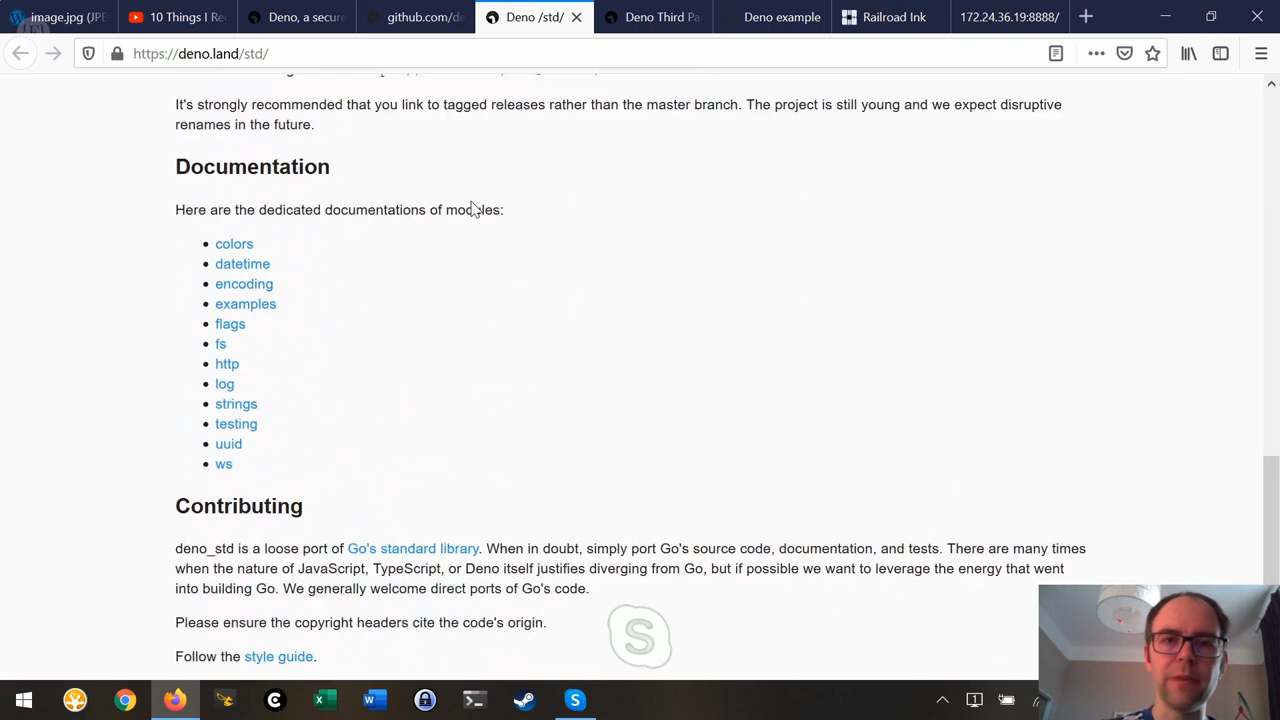 image.jpg (JPE
10 Things I Re
Deno, a secure
github.com/de
Deno /std/
Deno Third Pa
Deno example
Railroad Ink
172.24.36.19:8888/
https://deno.land/std/
It's strongly recommended that you link to tagged releases rather than the master branch. The project is still young and we expect disruptive
renames in the future.
Documentation
Here are the dedicated documentations of modules:
colors
datetime
encoding
examples
flags
fs
http
log
strings
testing
uuid
ws
Contributing
deno_std is a loose port of Go's standard library. When in doubt, simply port Go's source code, documentation, and tests. There are many times
when the nature of JavaScript, TypeScript, or Deno itself justifies diverging from Go, but if possible we want to leverage the energy that went
into building Go. We generally welcome direct ports of Go's code.
Please ensure the copyright headers cite the code's origin.
Follow the style guide.